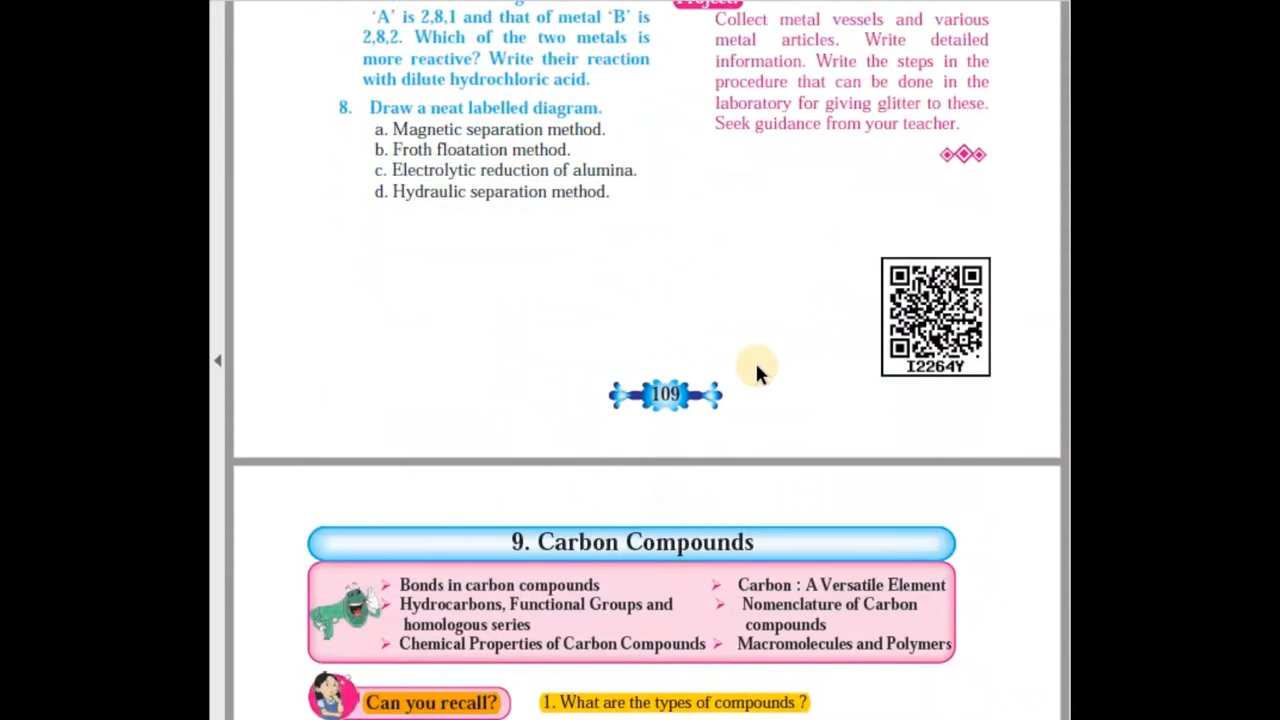 ‘A’ is 2,8,1 and that of metal ‘B’ is
2,8,2. Which of the two metals is
more reactive? Write their reaction
with dilute hydrochloric acid.
8. Draw a neat labelled diagram.
a. Magnetic separation method.
b. Froth floatation method.
c. Electrolytic reduction of alumina.
d. Hydraulic separation method.
Project:
Collect metal vessels and various
metal articles. Write detailed
information. Write the steps in the
procedure that can be done in the
laboratory for giving glitter to these.
Seek guidance from your teacher.
I2264Y
109
9. Carbon Compounds
Bonds in carbon compounds
Hydrocarbons, Functional Groups and
homologous series
Chemical Properties of Carbon Compounds
Carbon : A Versatile Element
Nomenclature of Carbon
compounds
Macromolecules and Polymers
Can you recall?
1. What are the types of compounds ?